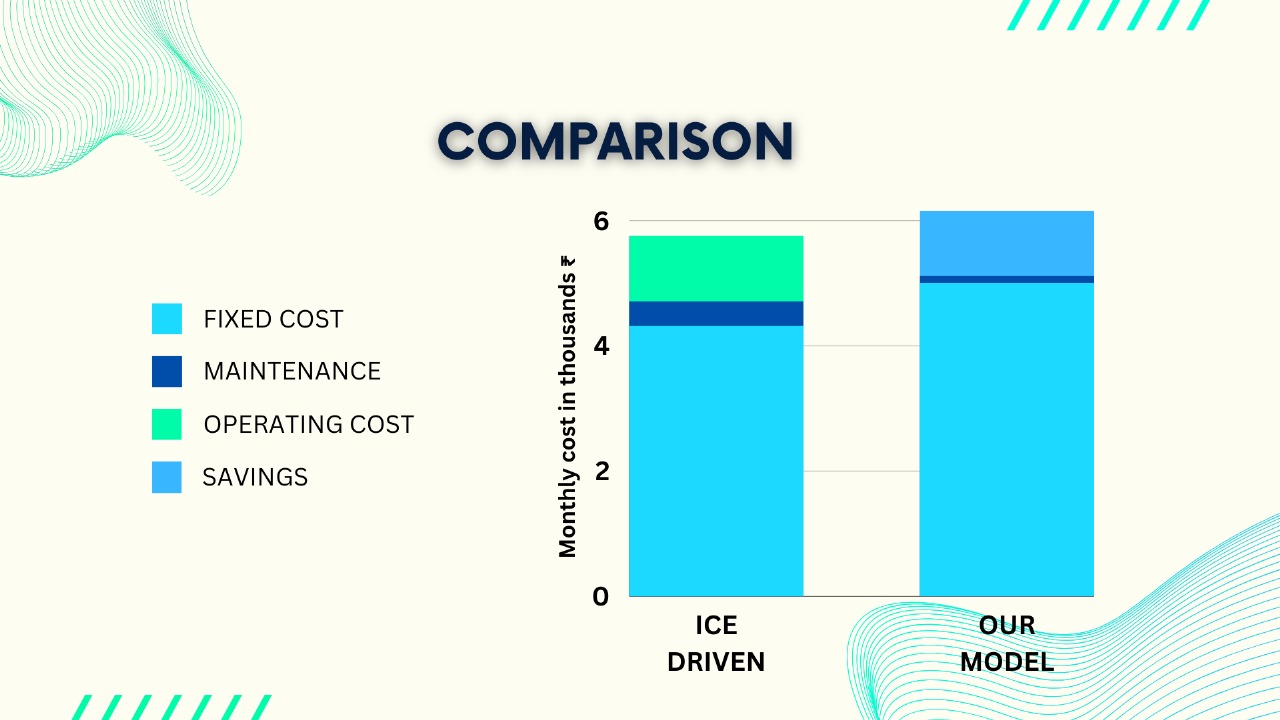 COMPARISON
FIXED COST
MAINTENANCE
OPERATING COST
SAVINGS
Monthly cost in thousands ₹
6
4
2
0
ICE
DRIVEN
OUR
MODEL